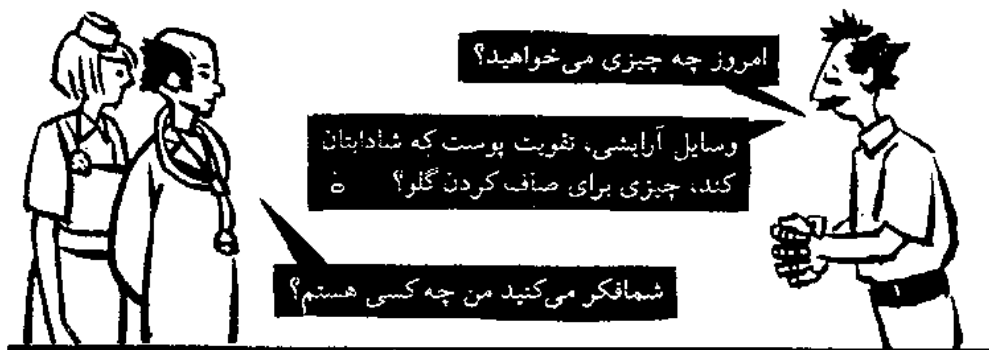 امروز چه چیزی می‌خواهید؟
وسایل آرایشی، تقویت پوست که شادابتان
کند، چیزی برای صاف کردن گلو؟
شمافکر می‌کنید من چه کسی هستم؟